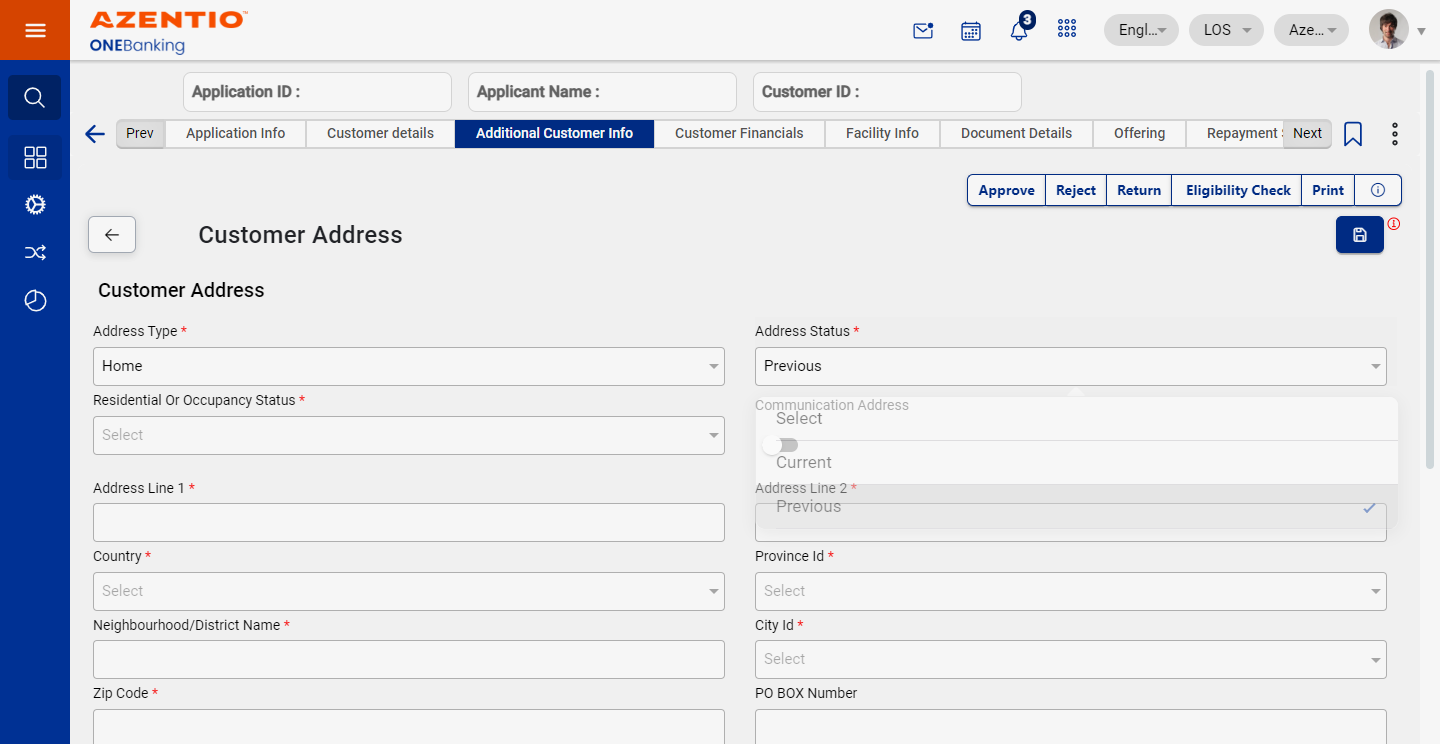 AZENTIO™
ONEBanking
3
Engl...
LOS
Aze...
Application ID :
Applicant Name :
Customer ID :
Prev
Application Info
Customer details
Additional Customer Info
Customer Financials
Facility Info
Document Details
Offering
Repayment S
Next
Approve
Reject
Return
Eligibility Check
Print
Customer Address
Customer Address
Address Type *
Address Status *
Home
Previous
Residential Or Occupancy Status *
Communication Address
Select
Select
Current
Address Line 1 *
Address Line 2 *
Previous
Country *
Province Id *
Select
Select
Neighbourhood/District Name *
City Id *
Select
Zip Code *
PO BOX Number